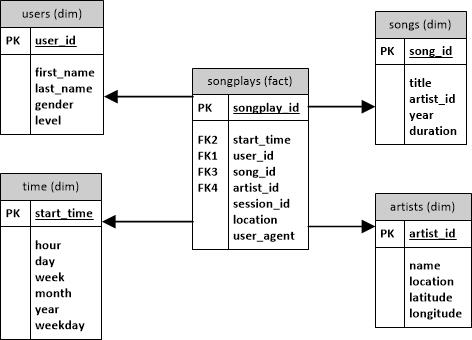 users (dim)
PK user_id
first_name
last_name
gender
level
songplays (fact)
PK songplay_id
FK2 start_time
FK1 user_id
FK3 song_id
FK4 artist_id
session_id
location
user_agent
songs (dim)
PK song_id
title
artist_id
year
duration
time (dim)
PK start_time
hour
day
week
month
year
weekday
artists (dim)
PK artist_id
name
location
latitude
longitude